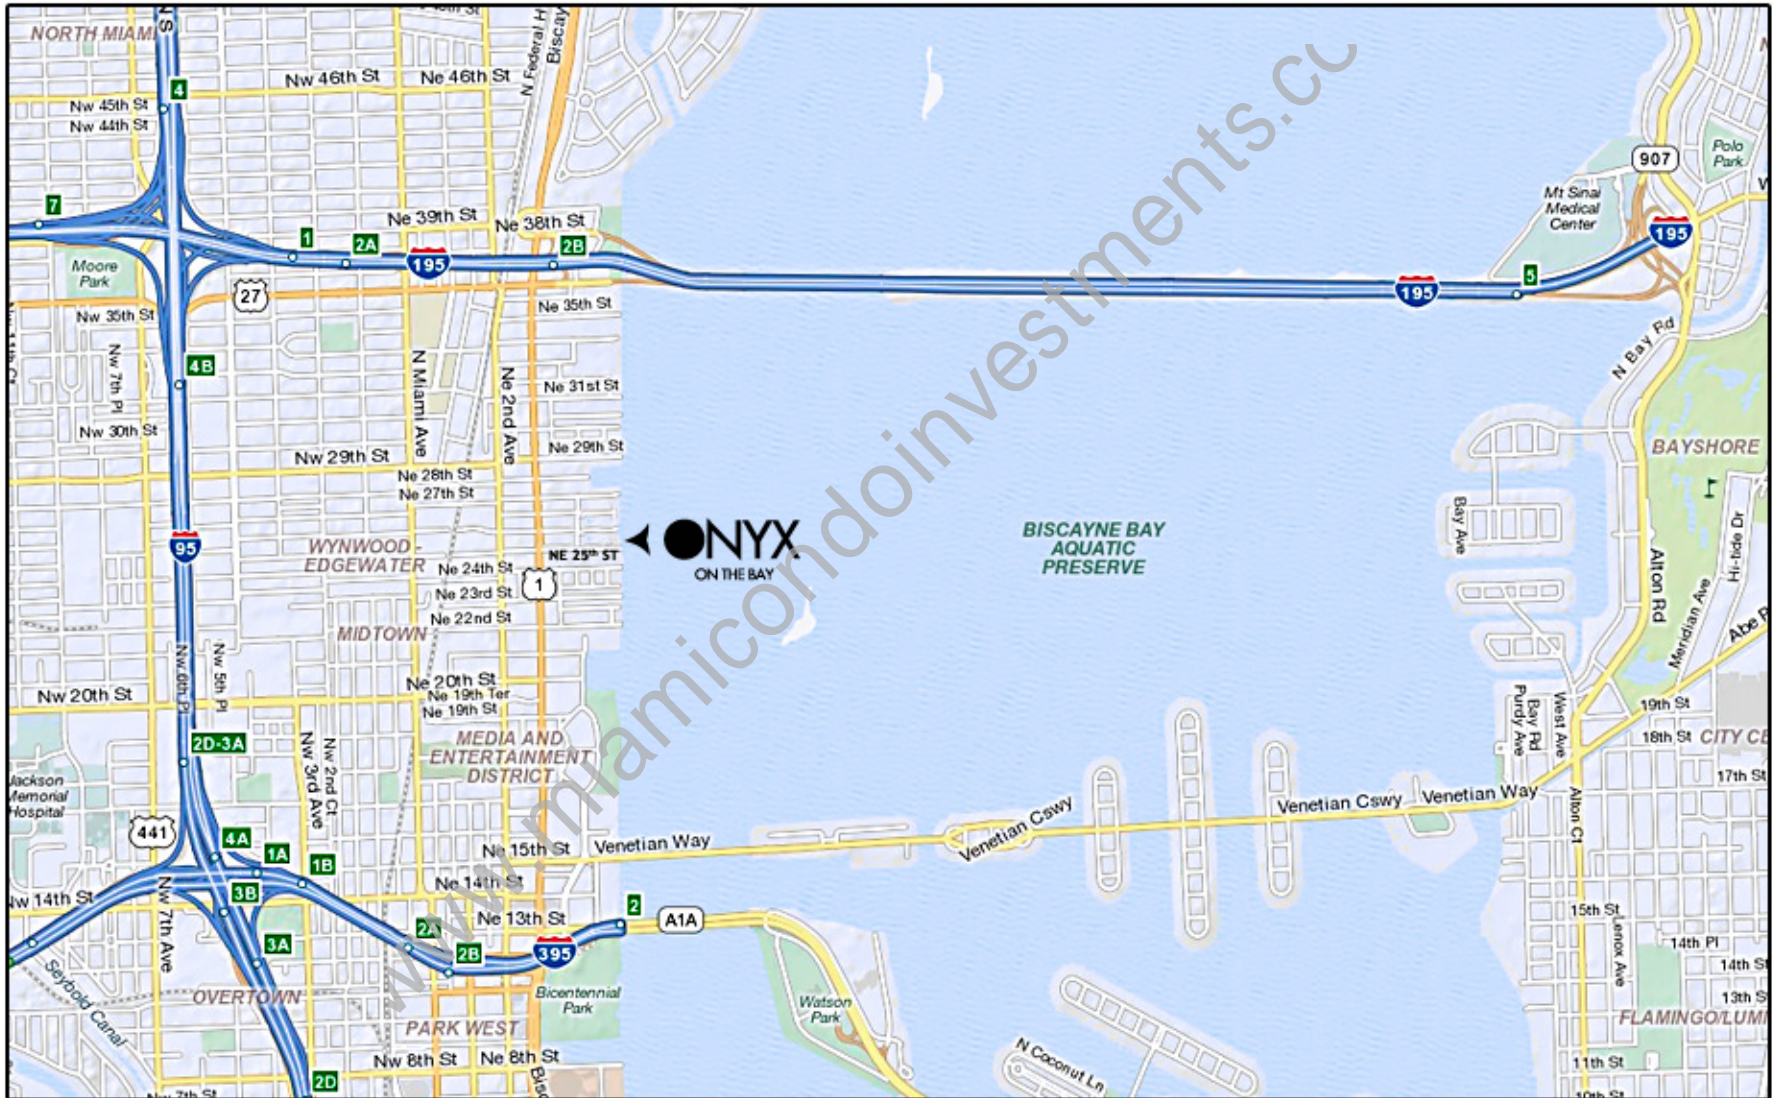 NORTH MIAMI
N Federal H
Biscay
Nw 46th St
Ne 46th St
4
Nw 45th St
Nw 44th St
907
Polo
Park
Mt Sinai
Medical
Center
7
Ne 39th St
Ne 38th St
1
2A
195
2B
195
Moore
Park
27
5
195
Nw 35th St
Ne 35th St
N Bay Rd
4B
Nw 7th Pl
N Miami Ave
Ne 2nd Ave
Ne 31st St
Nw 30th St
Nw 29th St
Ne 29th St
BAYSHORE
Ne 28th St
Ne 27th St
Bay Ave
95
WYNWOOD -
EDGEWATER
NE 25th ST
ONYX
ON THE BAY
BISCAYNE BAY
AQUATIC
PRESERVE
Hi-tide Dr
Alton Rd
Meridian Ave
Ne 24th St
1
Ne 23rd St
Ne 22nd St
MIDTOWN
Nw 6th Pl
Nw 5th Pl
Nw 20th St
Ne 20th St
Ne 19th Ter
Ne 19th St
Purdy Ave
Bay Rd
West Ave
19th St
18th St
CITY CE
2D-3A
Nw 3rd Ave
Nw 2nd Ct
MEDIA AND
ENTERTAINMENT
DISTRICT
17th St
Jackson
Memorial
Hospital
441
4A
1A
1B
Ne 15th St
Venetian Way
Venetian Cswy
Venetian Cswy
Venetian Way
Alton Ct
Nw 14th St
3B
Ne 14th St
Nw 7th Ave
Ne 13th St
2
A1A
15th St
Lenox Ave
3A
2A
2B
395
14th Pl
14th St
Seybold Canal
OVERTOWN
Bicentennial
Park
Watson
Park
13th S
FLAMINGO/LUMI
PARK WEST
Nw 8th St
Ne 8th St
N Coconut Ln
11th St
2D
Nw 7th St
10th St
www.miamicondoinvestments.cc